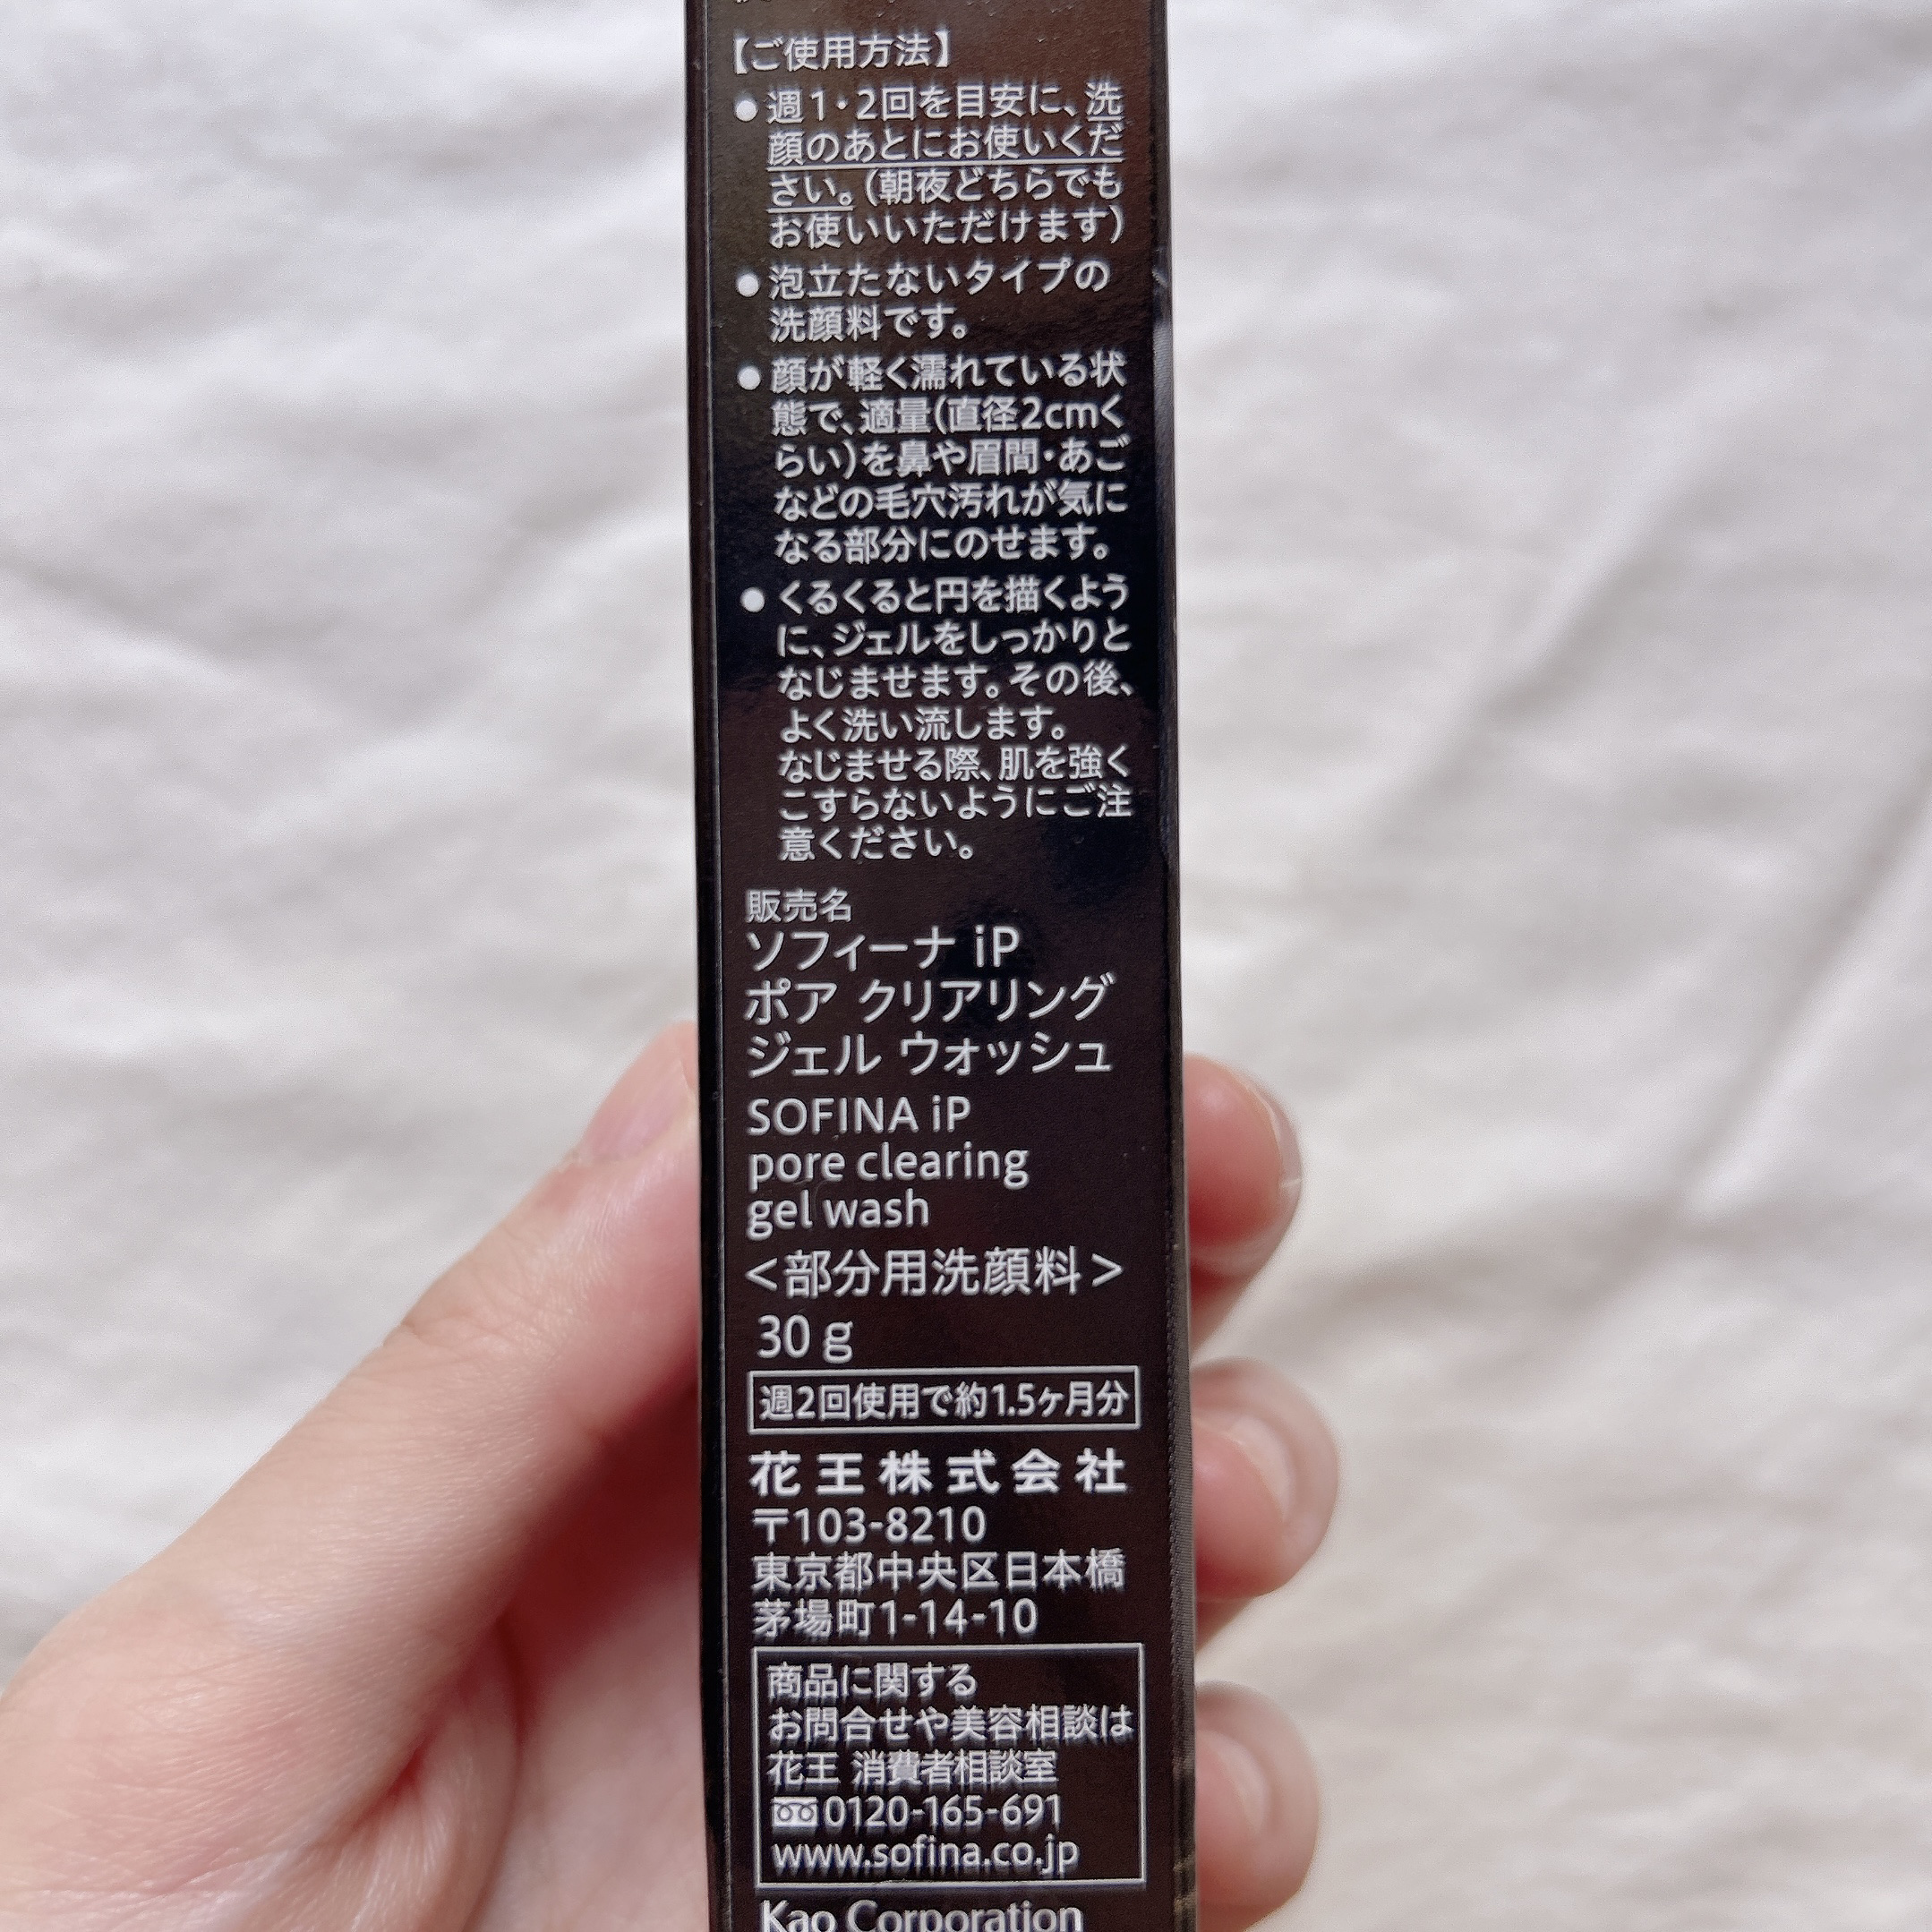 【ご使用方法】
●週1・2回を目安に、洗
顔のあとにお使いくだ
さい。(朝夜どちらでも
お使いいただけます)
●泡立たないタイプの
洗顔料です。
●顔が軽く濡れている状
態で、適量(直径2cmく
らい)を鼻や眉間・あご
などの毛穴汚れが気に
なる部分にのせます。
●くるくると円を描くよう
に、ジェルをしっかりと
なじませます。その後、
よく洗い流します。
なじませる際、肌を強く
こすらないようにご注
意ください。
販売名
ソフィーナ iP
ポア クリアリング
ジェル ウォッシュ
SOFINA iP
pore clearing
gel wash
<部分用洗顔料>
30 g
週2回使用で約1.5ヶ月分
花王株式会社
〒103-8210
東京都中央区日本橋
茅場町1-14-10
商品に関する
お問合せや美容相談は
花王 消費者相談室
0120-165-691
www.sofina.co.jp
Kao Corporation